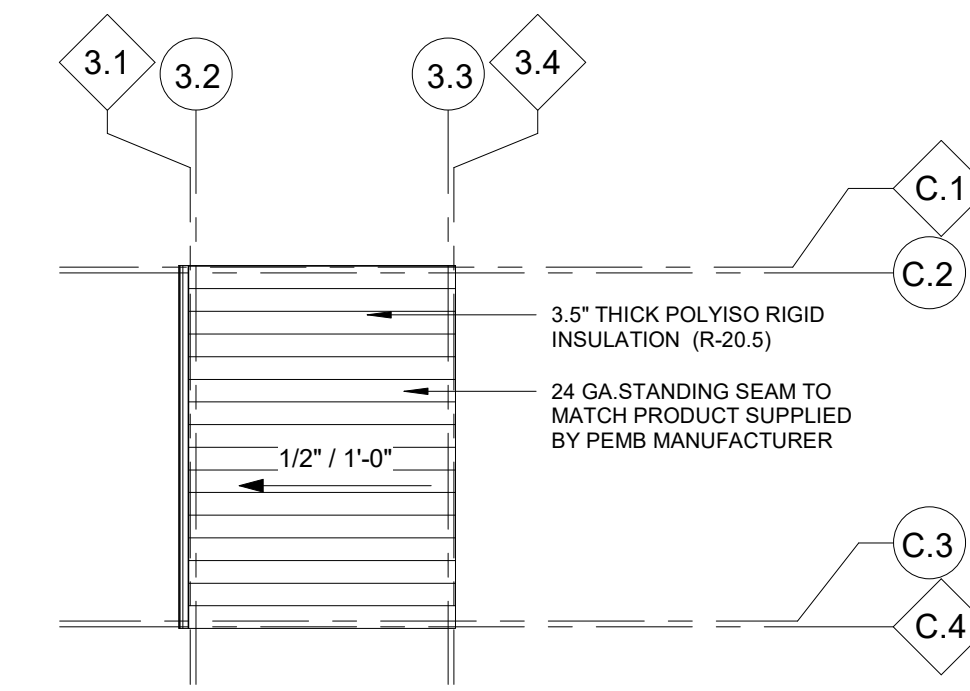 3.1
3.2
3.3
3.4
C.1
C.2
3.5" THICK POLYISO RIGID
INSULATION (R-20.5)
24 GA.STANDING SEAM TO
MATCH PRODUCT SUPPLIED
BY PEMB MANUFACTURER
1/2" / 1'-0"
C.3
C.4